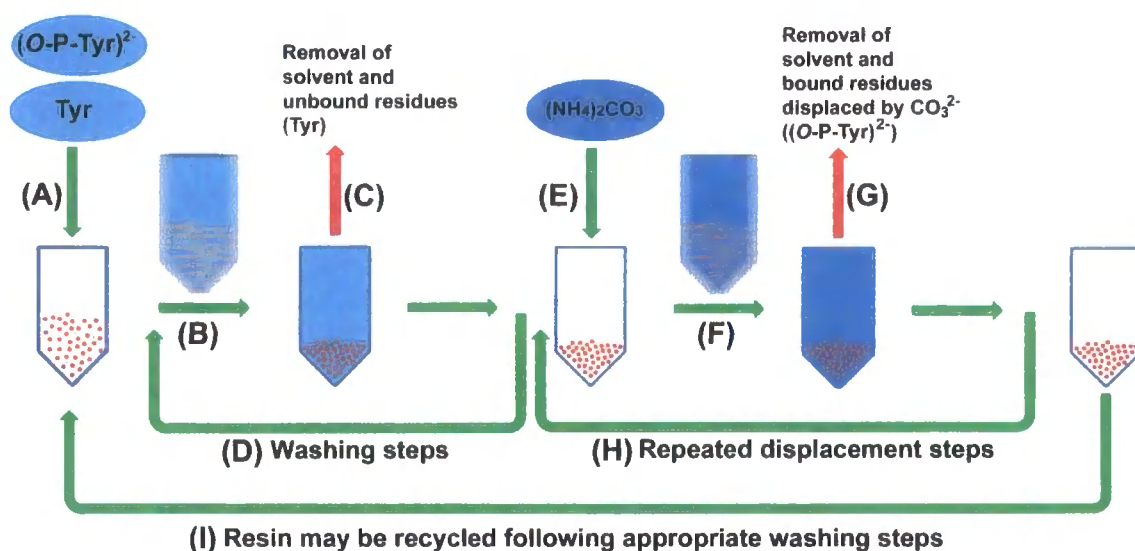 (O-P-Tyr)²⁻
Tyr
(A)
(B)
Removal of
solvent and
unbound residues
(Tyr)
(C)
(D) Washing steps
(NH4)2CO3
(E)
(F)
Removal of
solvent and
bound residues
displaced by CO₃²⁻
((O-P-Tyr)²⁻)
(G)
(H) Repeated displacement steps
(I) Resin may be recycled following appropriate washing steps